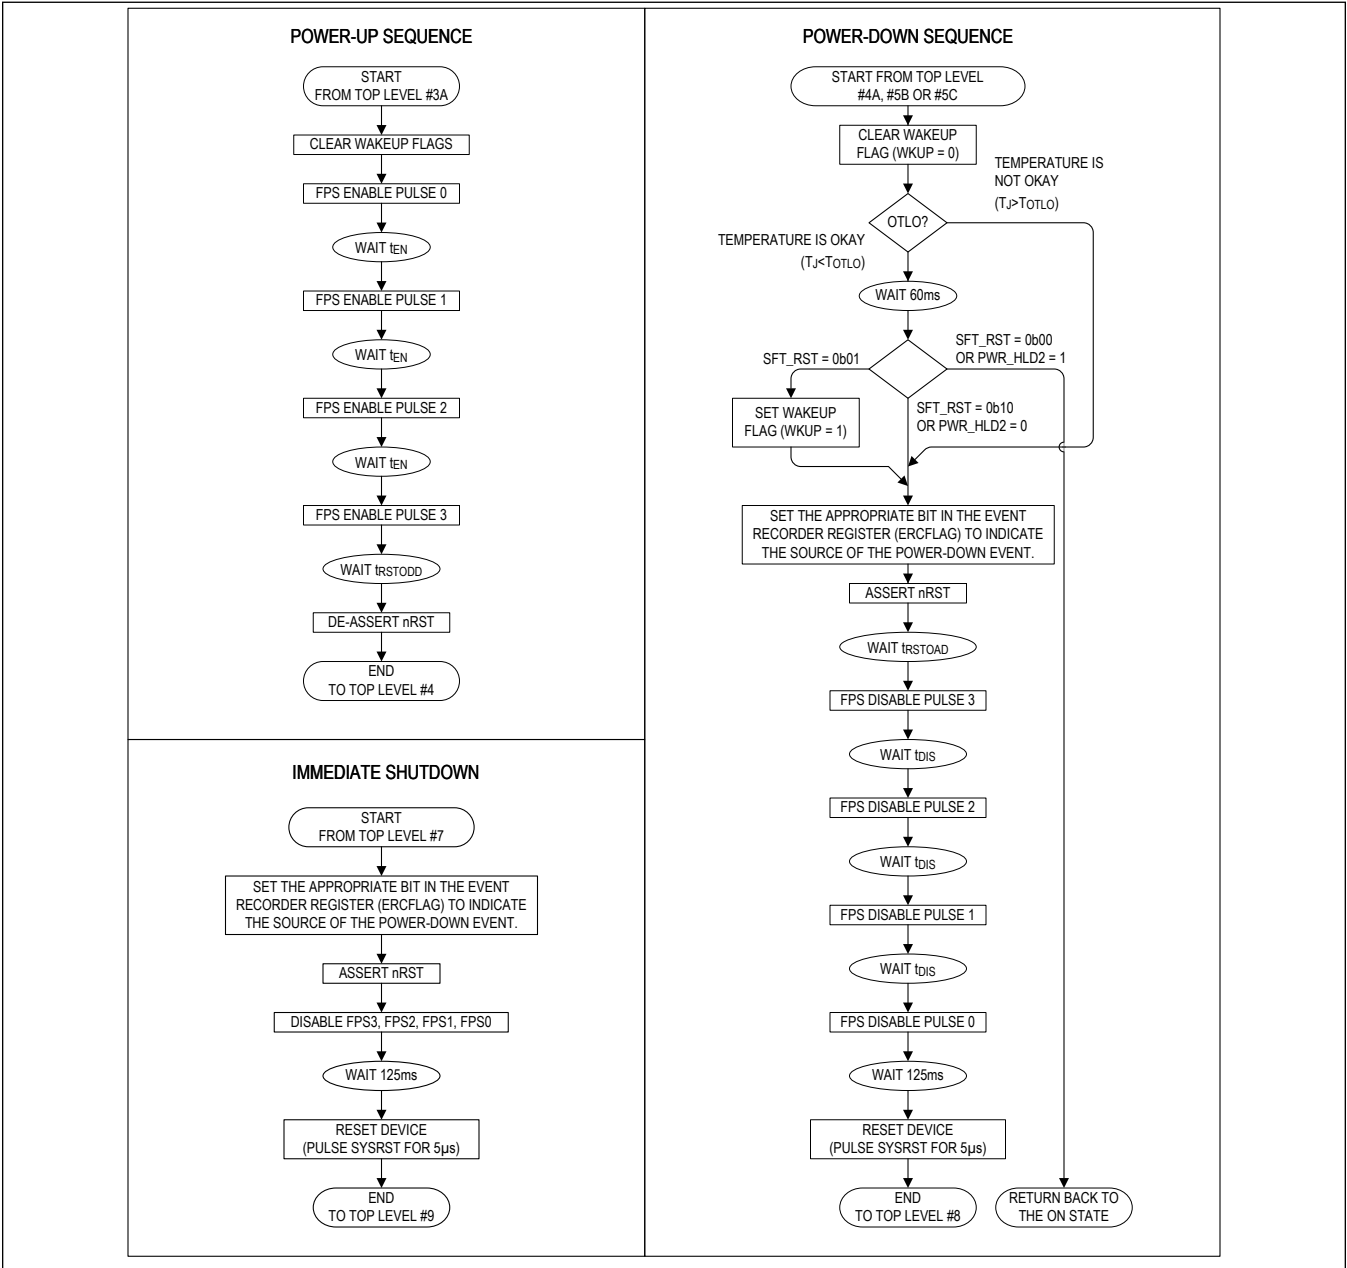 POWER-UP SEQUENCE
START
FROM TOP LEVEL #3A
CLEAR WAKEUP FLAGS
FPS ENABLE PULSE 0
WAIT tEN
FPS ENABLE PULSE 1
WAIT tEN
FPS ENABLE PULSE 2
WAIT tEN
FPS ENABLE PULSE 3
WAIT tRSTODD
DE-ASSERT nRST
END
TO TOP LEVEL #4
IMMEDIATE SHUTDOWN
START
FROM TOP LEVEL #7
SET THE APPROPRIATE BIT IN THE EVENT
RECORDER REGISTER (ERCFLAG) TO INDICATE
THE SOURCE OF THE POWER-DOWN EVENT.
ASSERT nRST
DISABLE FPS3, FPS2, FPS1, FPS0
WAIT 125ms
RESET DEVICE
(PULSE SYSRST FOR 5µs)
END
TO TOP LEVEL #9
POWER-DOWN SEQUENCE
START FROM TOP LEVEL
#4A, #5B OR #5C
CLEAR WAKEUP
FLAG (WKUP = 0)
TEMPERATURE IS
NOT OKAY
(TJ>TOTLO)
OTLO?
TEMPERATURE IS OKAY
(TJ<TOTLO)
WAIT 60ms
SFT_RST = 0b00
OR PWR_HLD2 = 1
SFT_RST = 0b01
SET WAKEUP
FLAG (WKUP = 1)
SFT_RST = 0b10
OR PWR_HLD2 = 0
SET THE APPROPRIATE BIT IN THE EVENT
RECORDER REGISTER (ERCFLAG) TO INDICATE
THE SOURCE OF THE POWER-DOWN EVENT.
ASSERT nRST
WAIT tRSTOAD
FPS DISABLE PULSE 3
WAIT tDIS
FPS DISABLE PULSE 2
WAIT tDIS
FPS DISABLE PULSE 1
WAIT tDIS
FPS DISABLE PULSE 0
WAIT 125ms
RESET DEVICE
(PULSE SYSRST FOR 5µs)
END
TO TOP LEVEL #8
RETURN BACK TO
THE ON STATE